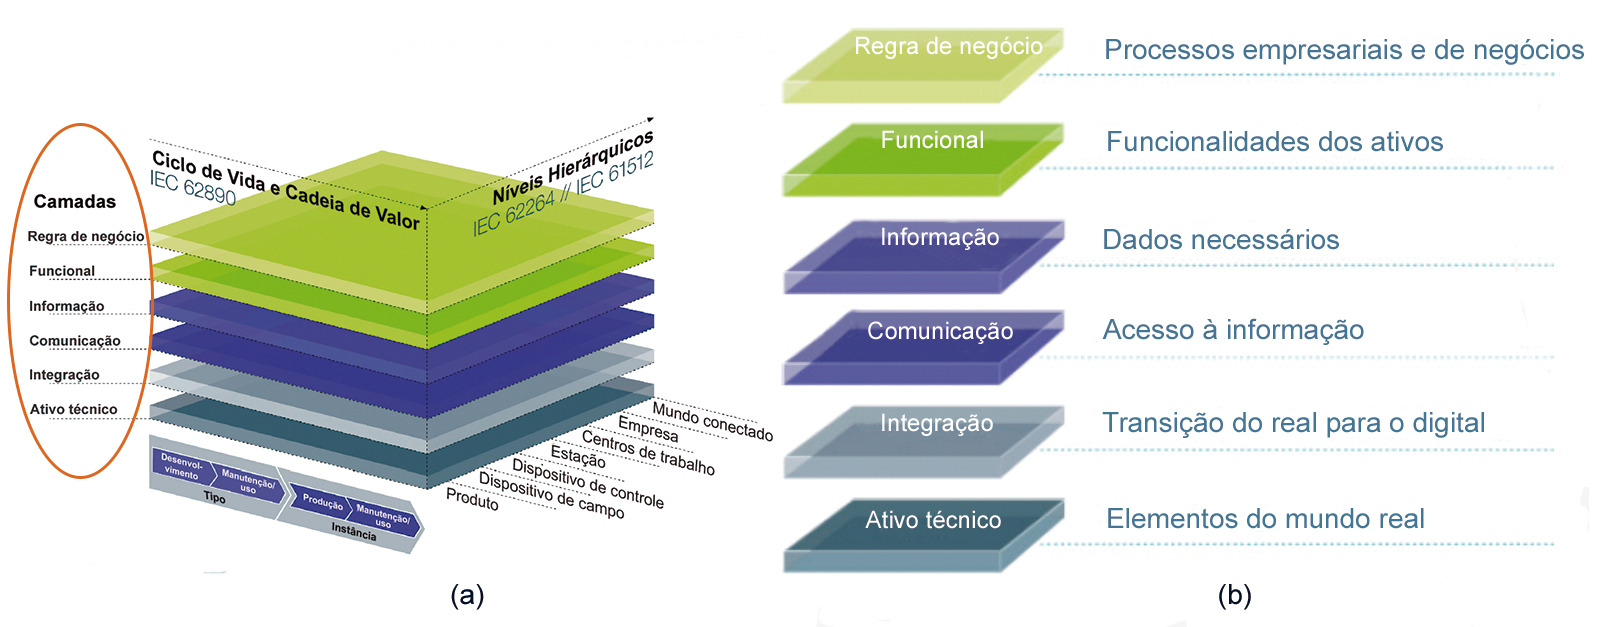 Ciclo de Vida e Cadeia de Valor
IEC 62890
Níveis Hierárquicos
IEC 62264 // IEC 61512
Camadas
Regra de negócio
Funcional
Informação
Comunicação
Integração
Ativo técnico
Desenvol-
vimento
Manutenção/
uso
Tipo
Produção
Manutenção/
uso
Instância
Mundo conectado
Empresa
Centros de trabalho
Estação
Dispositivo de controle
Dispositivo de campo
Produto
(a)
Regra de negócio
Processos empresariais e de negócios
Funcional
Funcionalidades dos ativos
Informação
Dados necessários
Comunicação
Acesso à informação
Integração
Transição do real para o digital
Ativo técnico
Elementos do mundo real
(b)